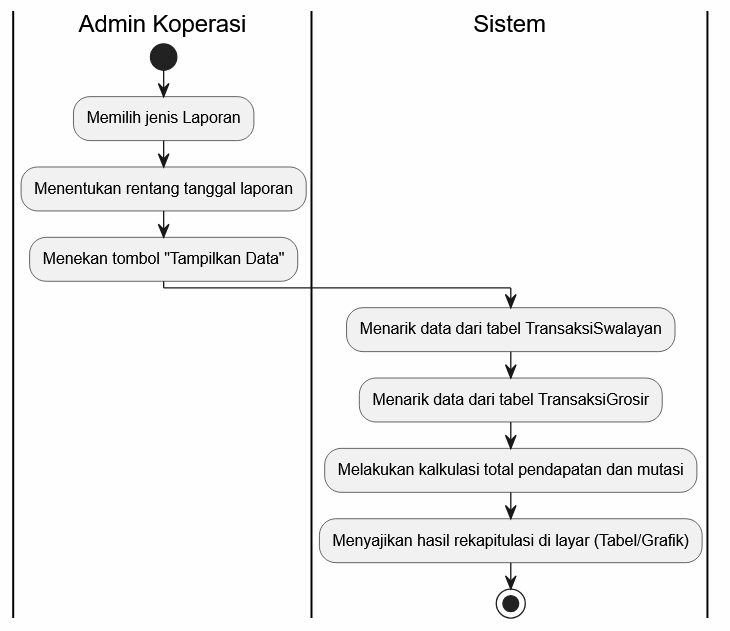 Admin Koperasi
Sistem
Memilih jenis Laporan
Menentukan rentang tanggal laporan
Menekan tombol "Tampilkan Data"
Menarik data dari tabel TransaksiSwalayan
Menarik data dari tabel TransaksiGrosir
Melakukan kalkulasi total pendapatan dan mutasi
Menyajikan hasil rekapitulasi di layar (Tabel/Grafik)